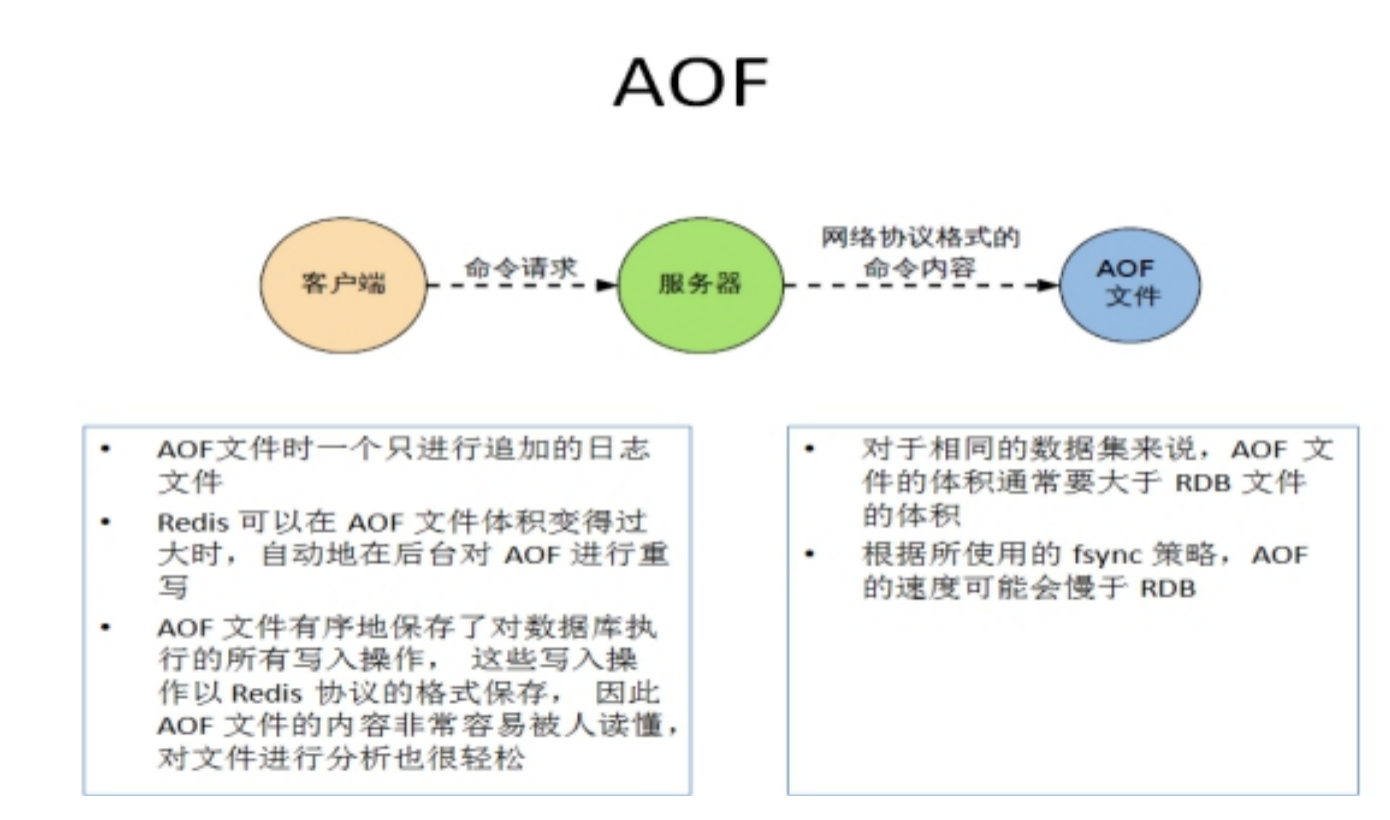 AOF
客户端
命令请求
服务器
网络协议格式的
命令内容
AOF
文件
• AOF文件时一个只进行追加的日志
文件
• Redis 可以在 AOF 文件体积变得过
大时，自动地在后台对 AOF 进行重
写
• AOF 文件有序地保存了对数据库执
行的所有写入操作， 这些写入操
作以 Redis 协议的格式保存， 因此
AOF 文件的内容非常容易被人读懂，
对文件进行分析也很轻松
• 对于相同的数据集来说，AOF 文
件的体积通常要大于 RDB 文件
的体积
• 根据所使用的 fsync 策略，AOF
的速度可能会慢于 RDB